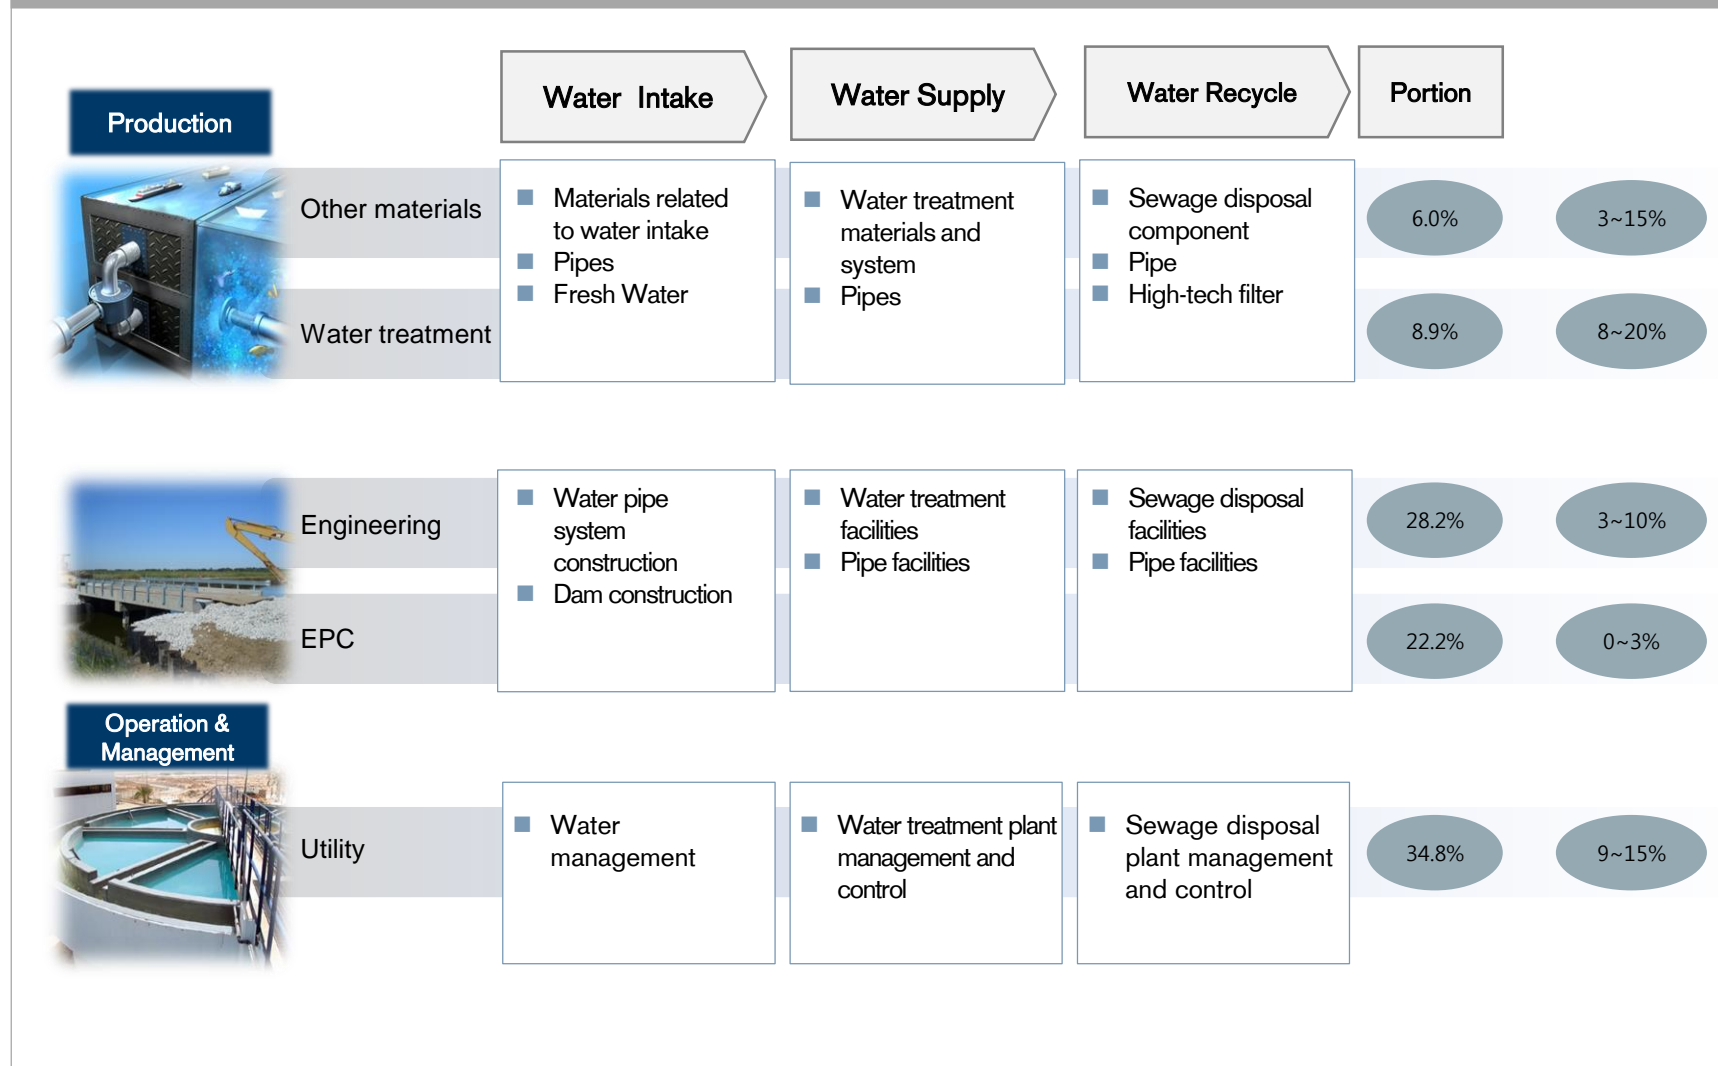 Water Intake
Water Supply
Water Recycle
Portion
Production
Other materials
Materials related
to water intake
Pipes
Fresh Water
Water treatment
materials and
system
Pipes
Sewage disposal
component
Pipe
High-tech filter
6.0%
3~15%
Water treatment
8.9%
8~20%
Engineering
Water pipe
system
construction
Dam construction
Water treatment
facilities
Pipe facilities
Sewage disposal
facilities
Pipe facilities
28.2%
3~10%
EPC
22.2%
0~3%
Operation &
Management
Utility
Water
management
Water treatment plant
management and
control
Sewage disposal
plant management
and control
34.8%
9~15%